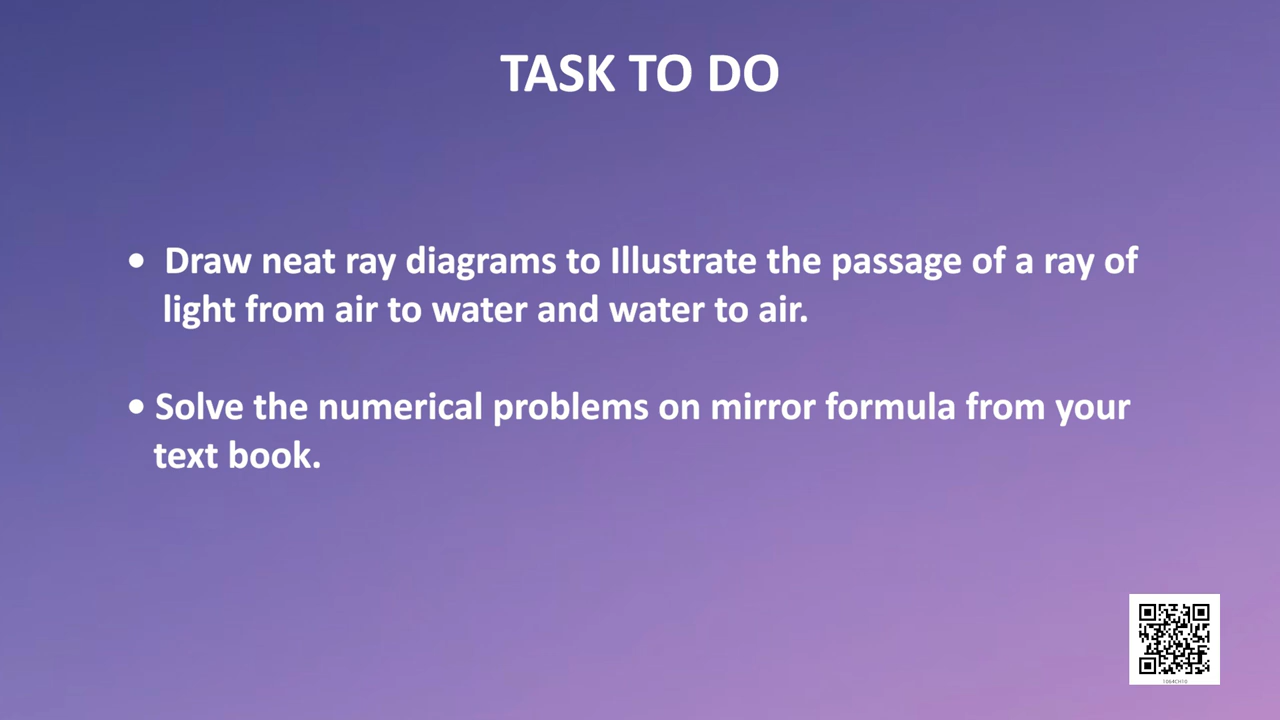 TASK TO DO
• Draw neat ray diagrams to Illustrate the passage of a ray of
light from air to water and water to air.
• Solve the numerical problems on mirror formula from your
text book.
1064CH10